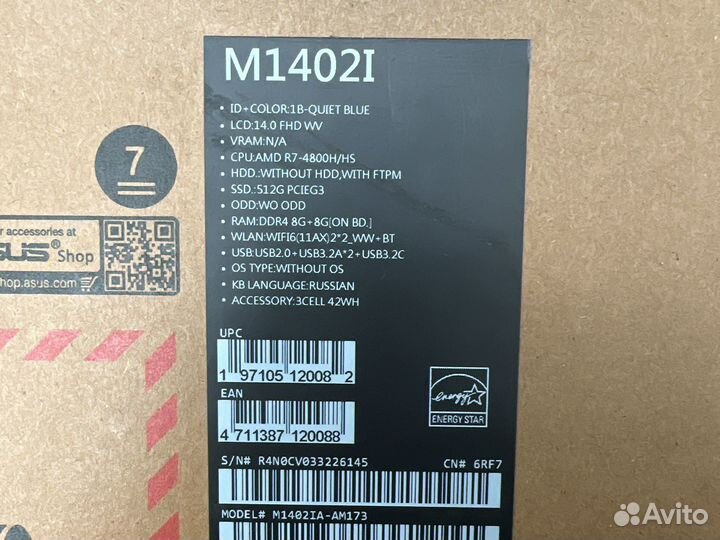 M1402I
• ID+COLOR:1B-QUIET BLUE
• LCD:14.0 FHD WV
• VRAM:N/A
• CPU:AMD R7-4800H/HS
• HDD.:WITHOUT HDD,WITH FTPM
• SSD.:512G PCIEG3
• ODD:WO ODD
• RAM:DDR4 8G+8G[ON BD.]
• WLAN:WIFI6(11AX)2*2_WW+BT
• USB:USB2.0+USB3.2A*2+USB3.2C
• OS TYPE:WITHOUT OS
• KB LANGUAGE:RUSSIAN
• ACCESSORY:3CELL 42WH
7
r accessories at
SUS® Shop
hop.asus.com
UPC
1 97105 12008 2
EAN
4 711387 120088
energy
ENERGY STAR
S/N# R4N0CV033226145
CN# 6RF7
MODEL# M1402IA-AM173
Avito